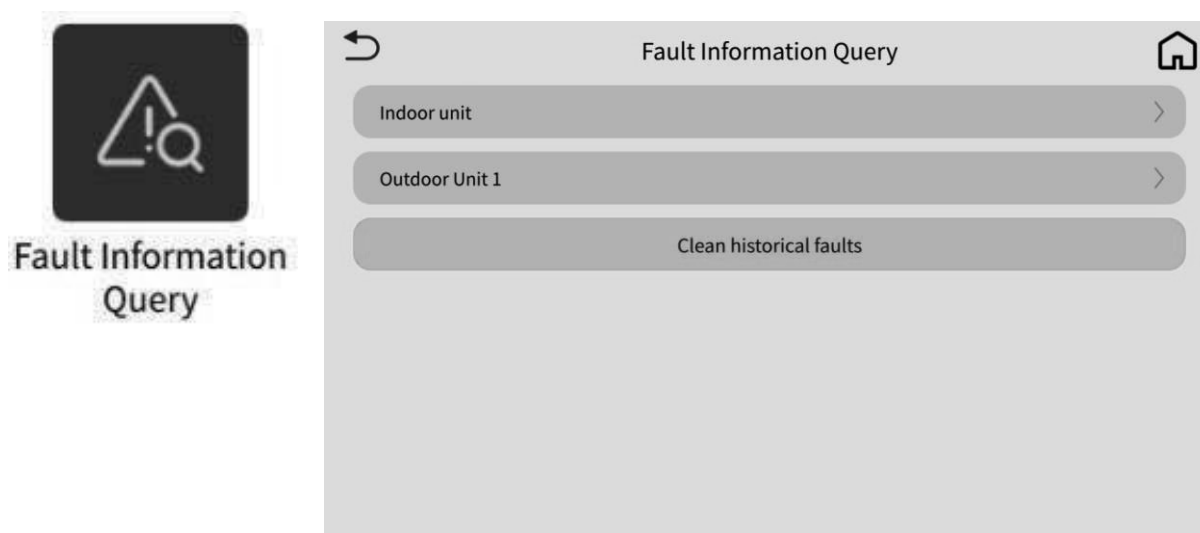 Fault Information
Query
Fault Information Query
Indoor unit
Outdoor Unit 1
Clean historical faults